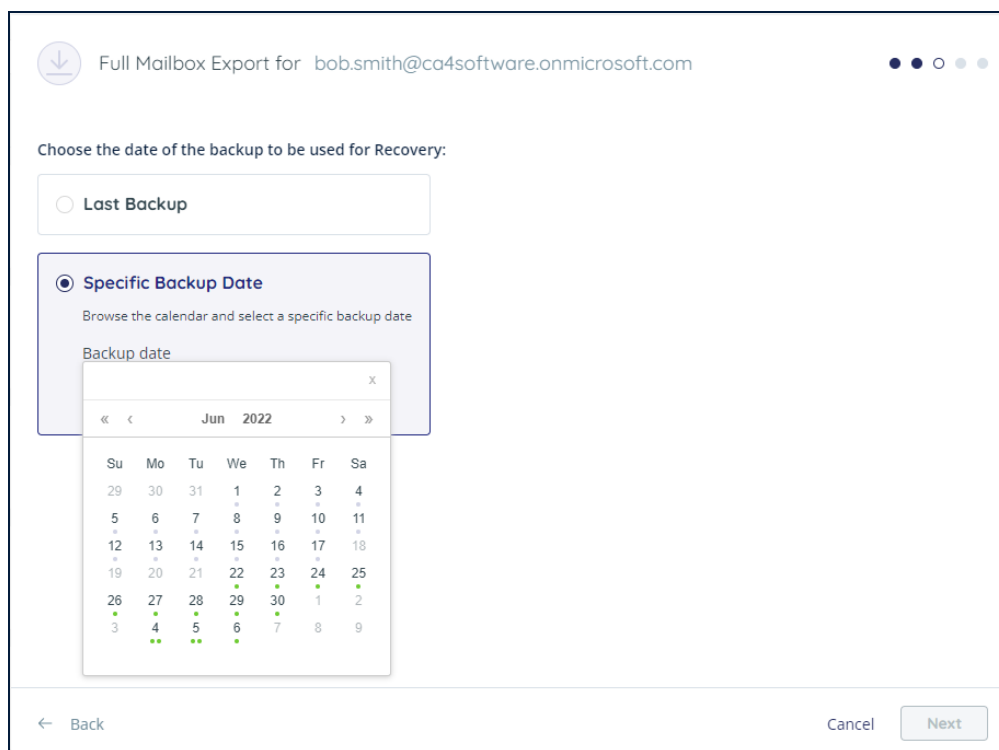 Full Mailbox Export for bob.smith@ca4software.onmicrosoft.com
Choose the date of the backup to be used for Recovery:
Last Backup
Specific Backup Date
Browse the calendar and select a specific backup date
Backup date
x
« ‹ Jun 2022 › »
Su Mo Tu We Th Fr Sa
29 30 31 1 2 3 4
5 6 7 8 9 10 11
12 13 14 15 16 17 18
19 20 21 22 23 24 25
26 27 28 29 30 1 2
3 4 5 6 7 8 9
← Back Cancel Next